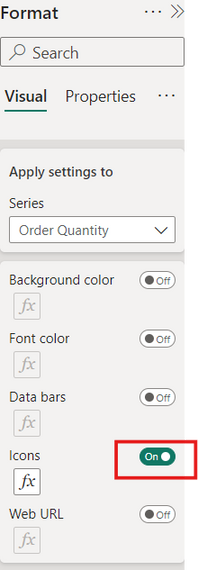 Format
Search
Visual Properties
Apply settings to
Series
Order Quantity
Background color Off
fx
Font color Off
fx
Data bars Off
fx
Icons On
fx
Web URL Off
fx